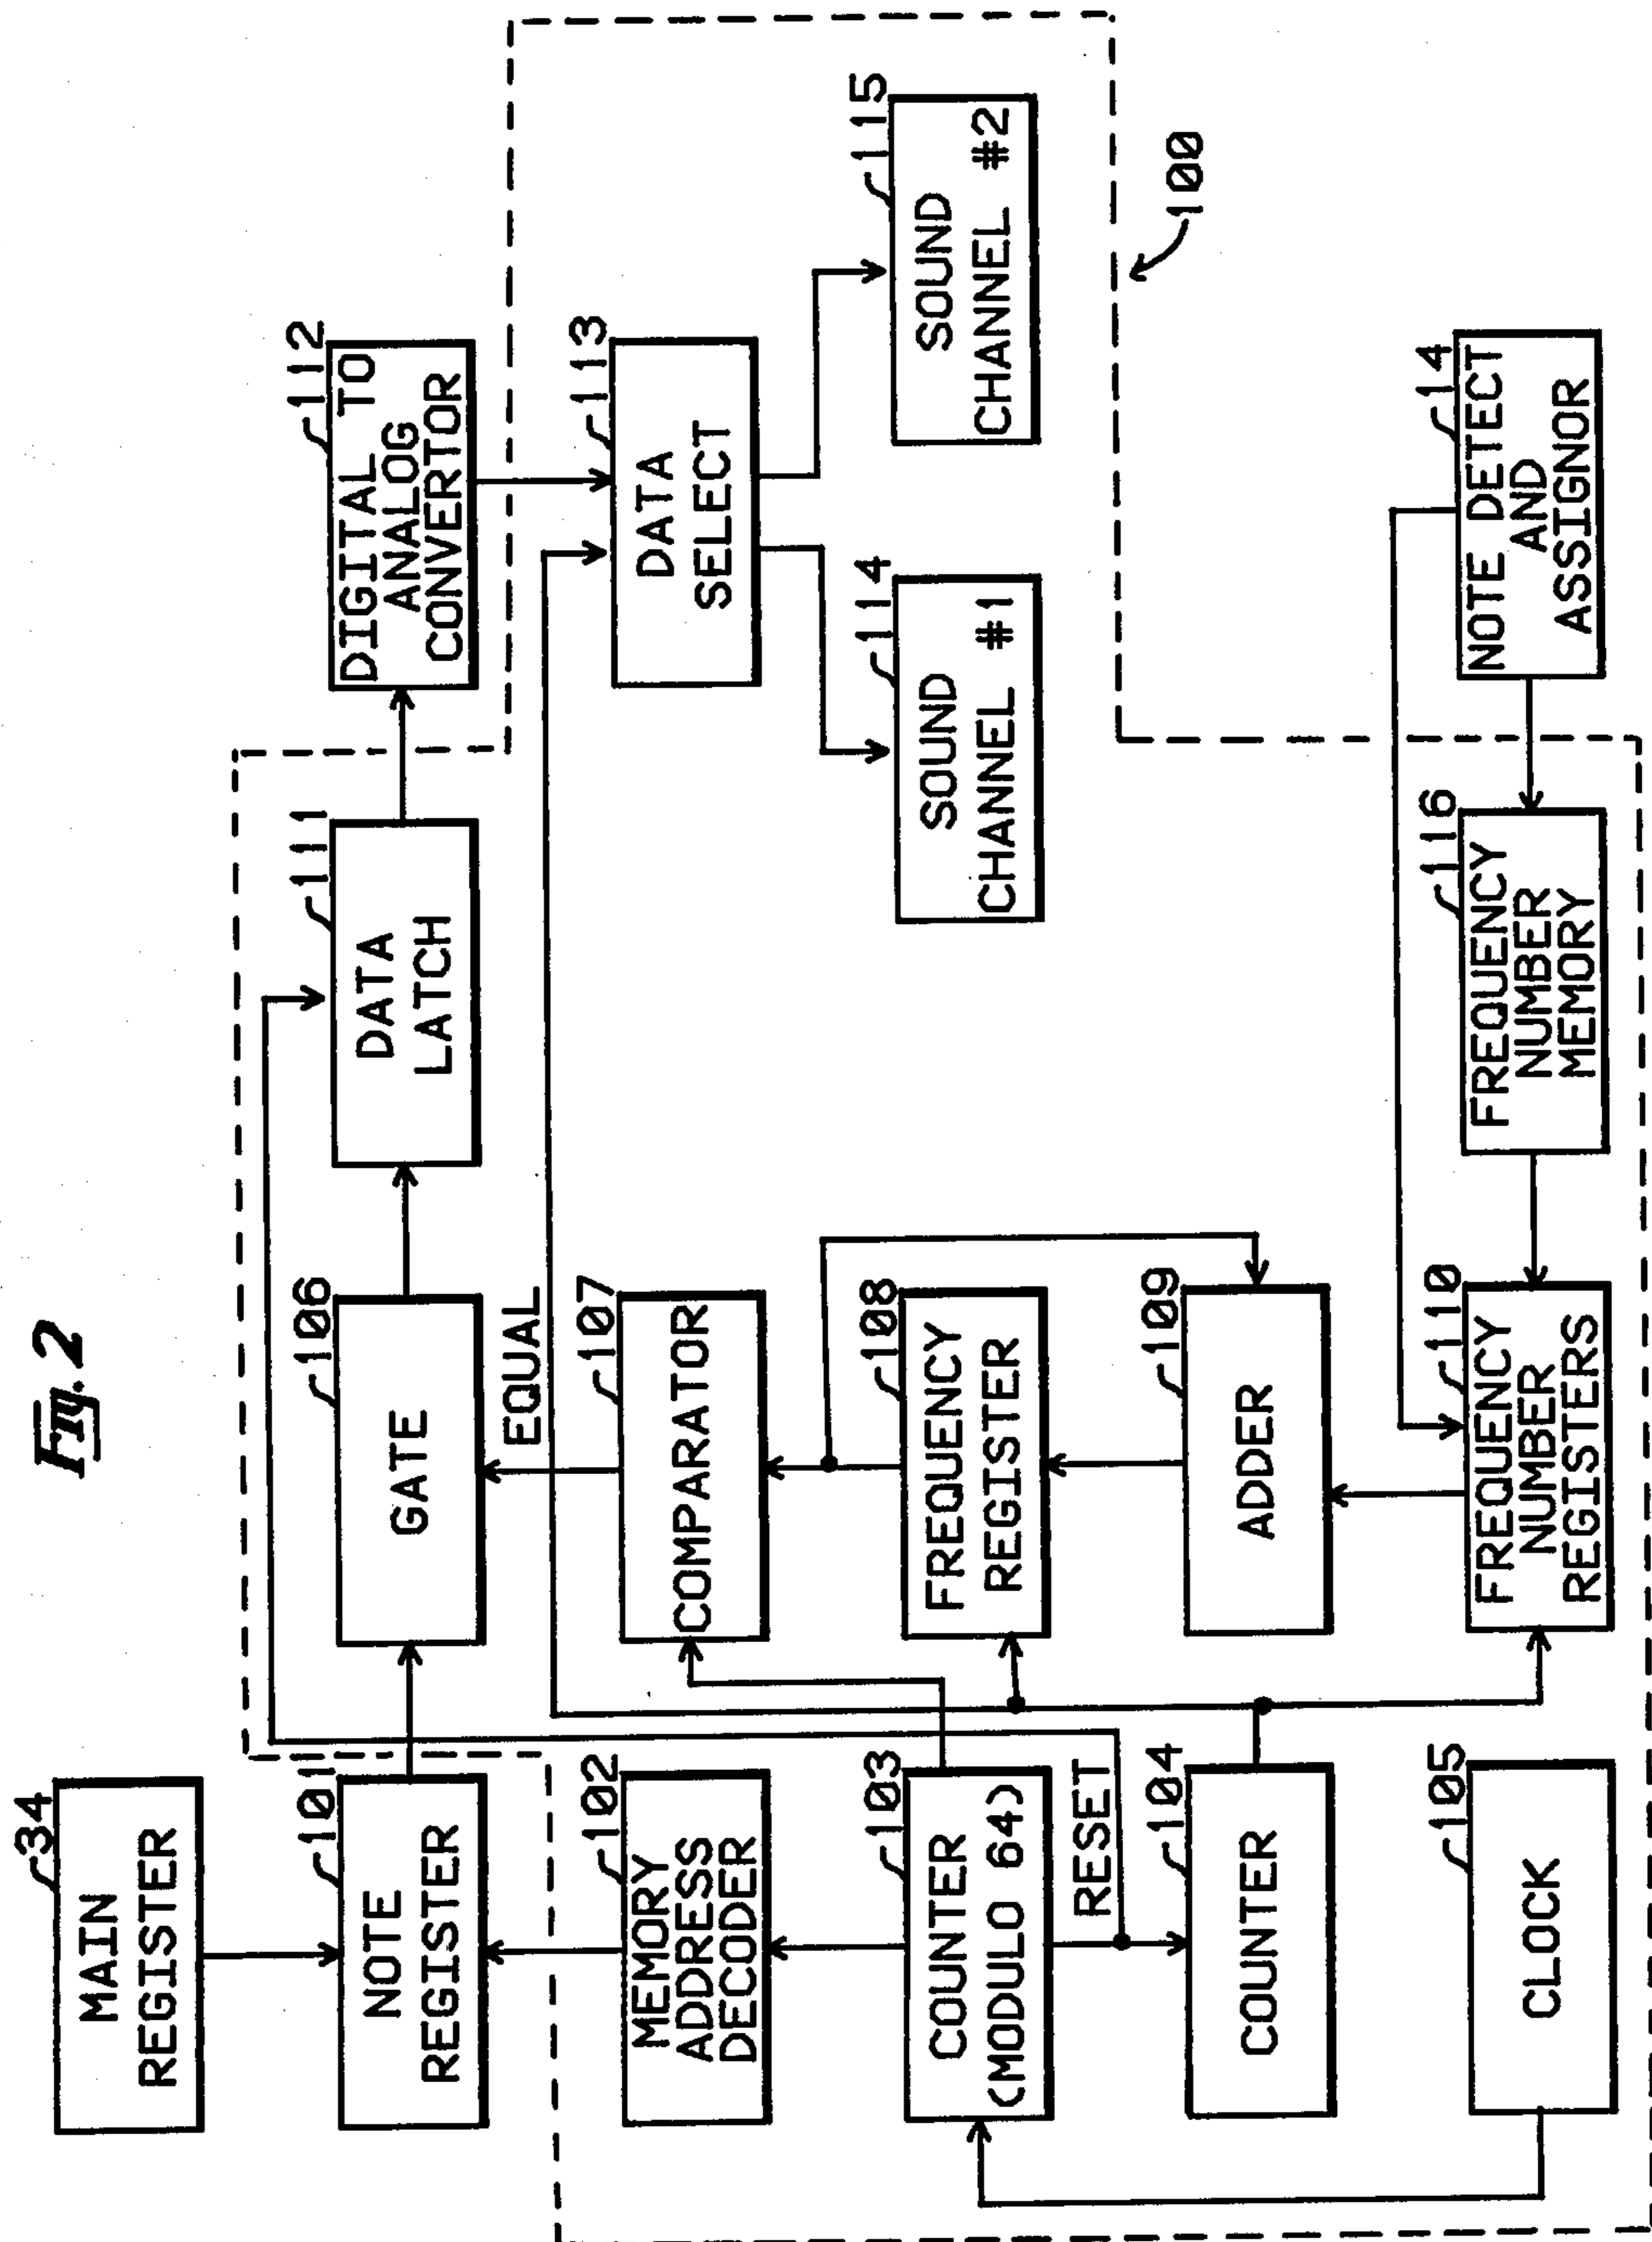 Fig. 2
34
MAIN
REGISTER
101
NOTE
REGISTER
106
GATE
111
DATA
LATCH
112
DIGITAL TO
ANALOG
CONVERTOR
102
MEMORY
ADDRESS
DECODER
EQUAL
107
COMPARATOR
113
DATA
SELECT
103
COUNTER
(MODULO 64)
108
FREQUENCY
REGISTER
114
SOUND
CHANNEL #1
115
SOUND
CHANNEL #2
RESET
104
COUNTER
109
ADDER
100
105
CLOCK
110
FREQUENCY
NUMBER
REGISTERS
116
FREQUENCY
NUMBER
MEMORY
14
NOTE DETECT
AND
ASSIGNOR